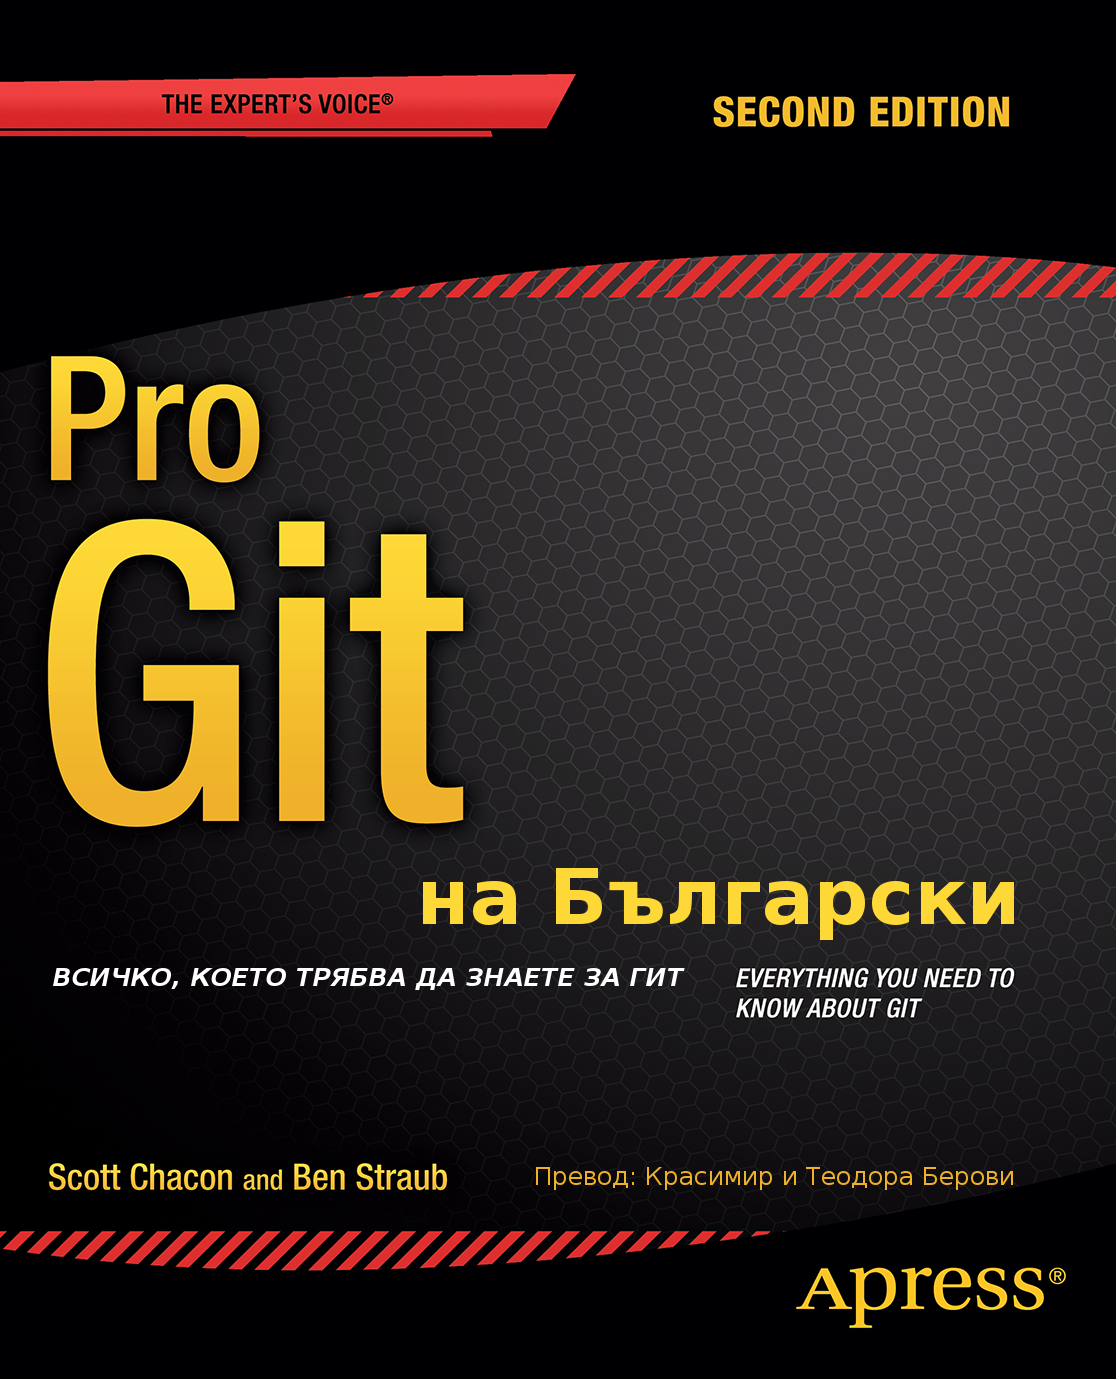 THE EXPERT'S VOICE®
SECOND EDITION
Pro
Git
на Български
ВСИЧКО, КОЕТО ТРЯБВА ДА ЗНАЕТЕ ЗА ГИТ
EVERYTHING YOU NEED TO
KNOW ABOUT GIT
Scott Chacon and Ben Straub
Превод: Красимир и Теодора Берови
Apress®